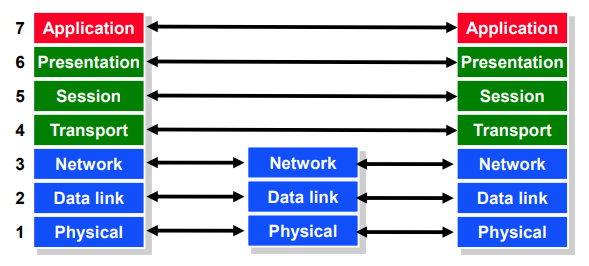 7 Application Application
6 Presentation Presentation
5 Session Session
4 Transport Transport
3 Network Network Network
2 Data link Data link Data link
1 Physical Physical Physical